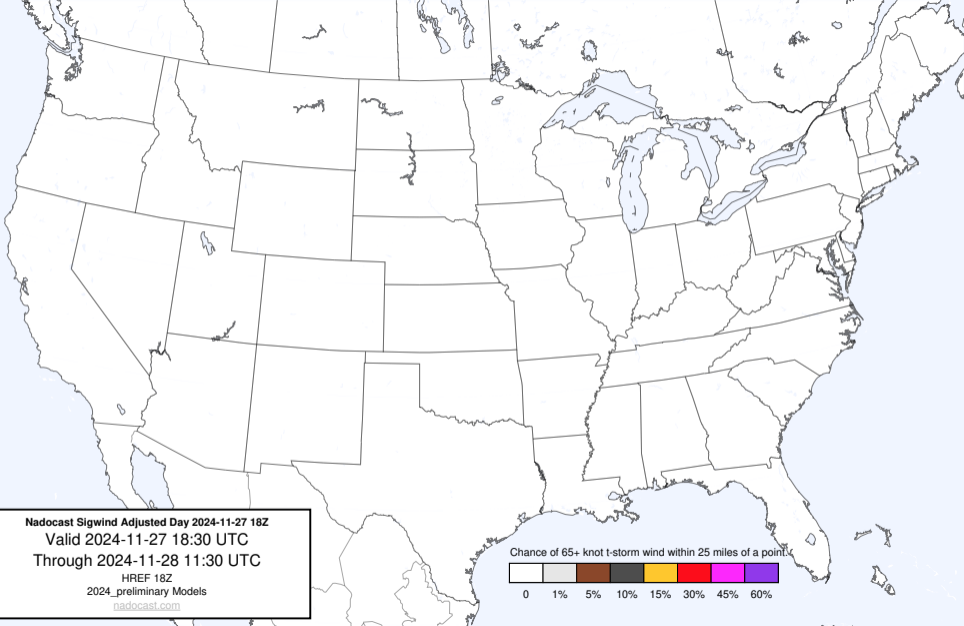 Nadocast Sigwind Adjusted Day 2024-11-27 18Z
Valid 2024-11-27 18:30 UTC
Through 2024-11-28 11:30 UTC
HREF 18Z
2024_preliminary Models
nadocast.com
Chance of 65+ knot t-storm wind within 25 miles of a point.
0 1% 5% 10% 15% 30% 45% 60%